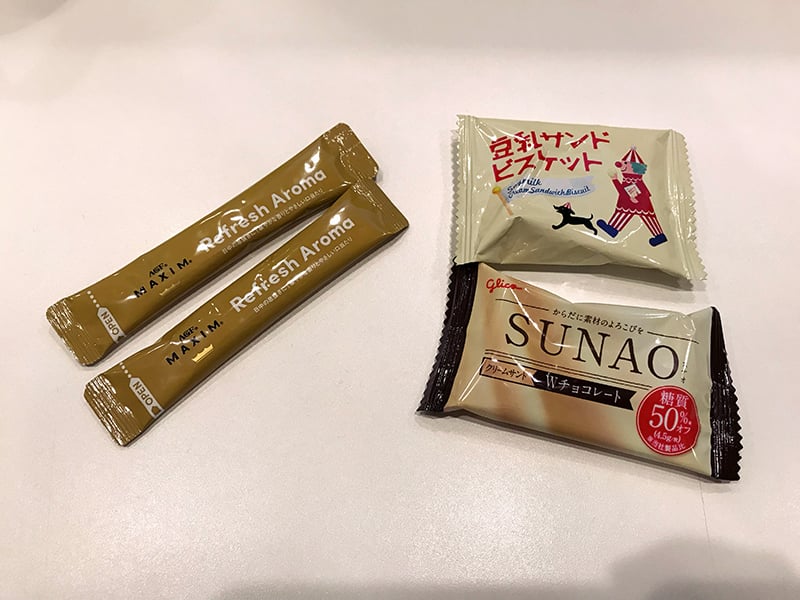 AGF®
MAXIM®
Refresh Aroma
OPEN
AGF®
MAXIM®
Refresh Aroma
OPEN
豆乳サンド
ビスケット
Soy Milk
Cream Sandwich Biscuit
Glico
からだに素材のよろこびを
SUNAO
スナオ
クリームサンド
Wチョコレート
糖質
50%※
オフ